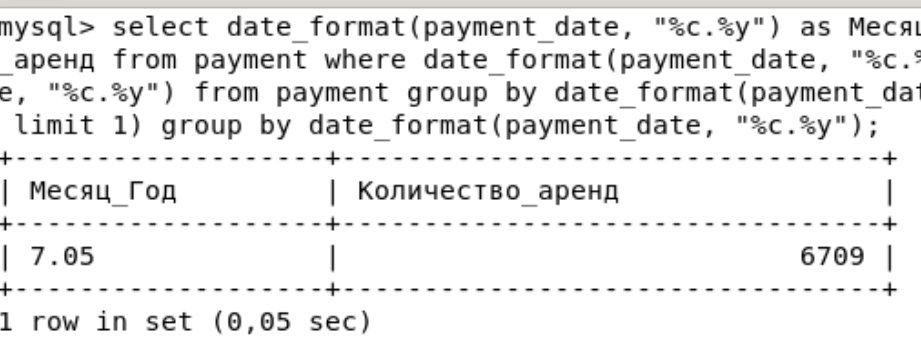 mysql> select date_format(payment_date, "%c.%y") as Месяц
_аренд from payment where date_format(payment_date, "%c.%
e, "%c.%y") from payment group by date_format(payment_dat
limit 1) group by date_format(payment_date, "%c.%y");
+-------------------+---------------------------------+
| Месяц_Год | Количество_аренд |
+-------------------+---------------------------------+
| 7.05 | 6709 |
+-------------------+---------------------------------+
1 row in set (0,05 sec)